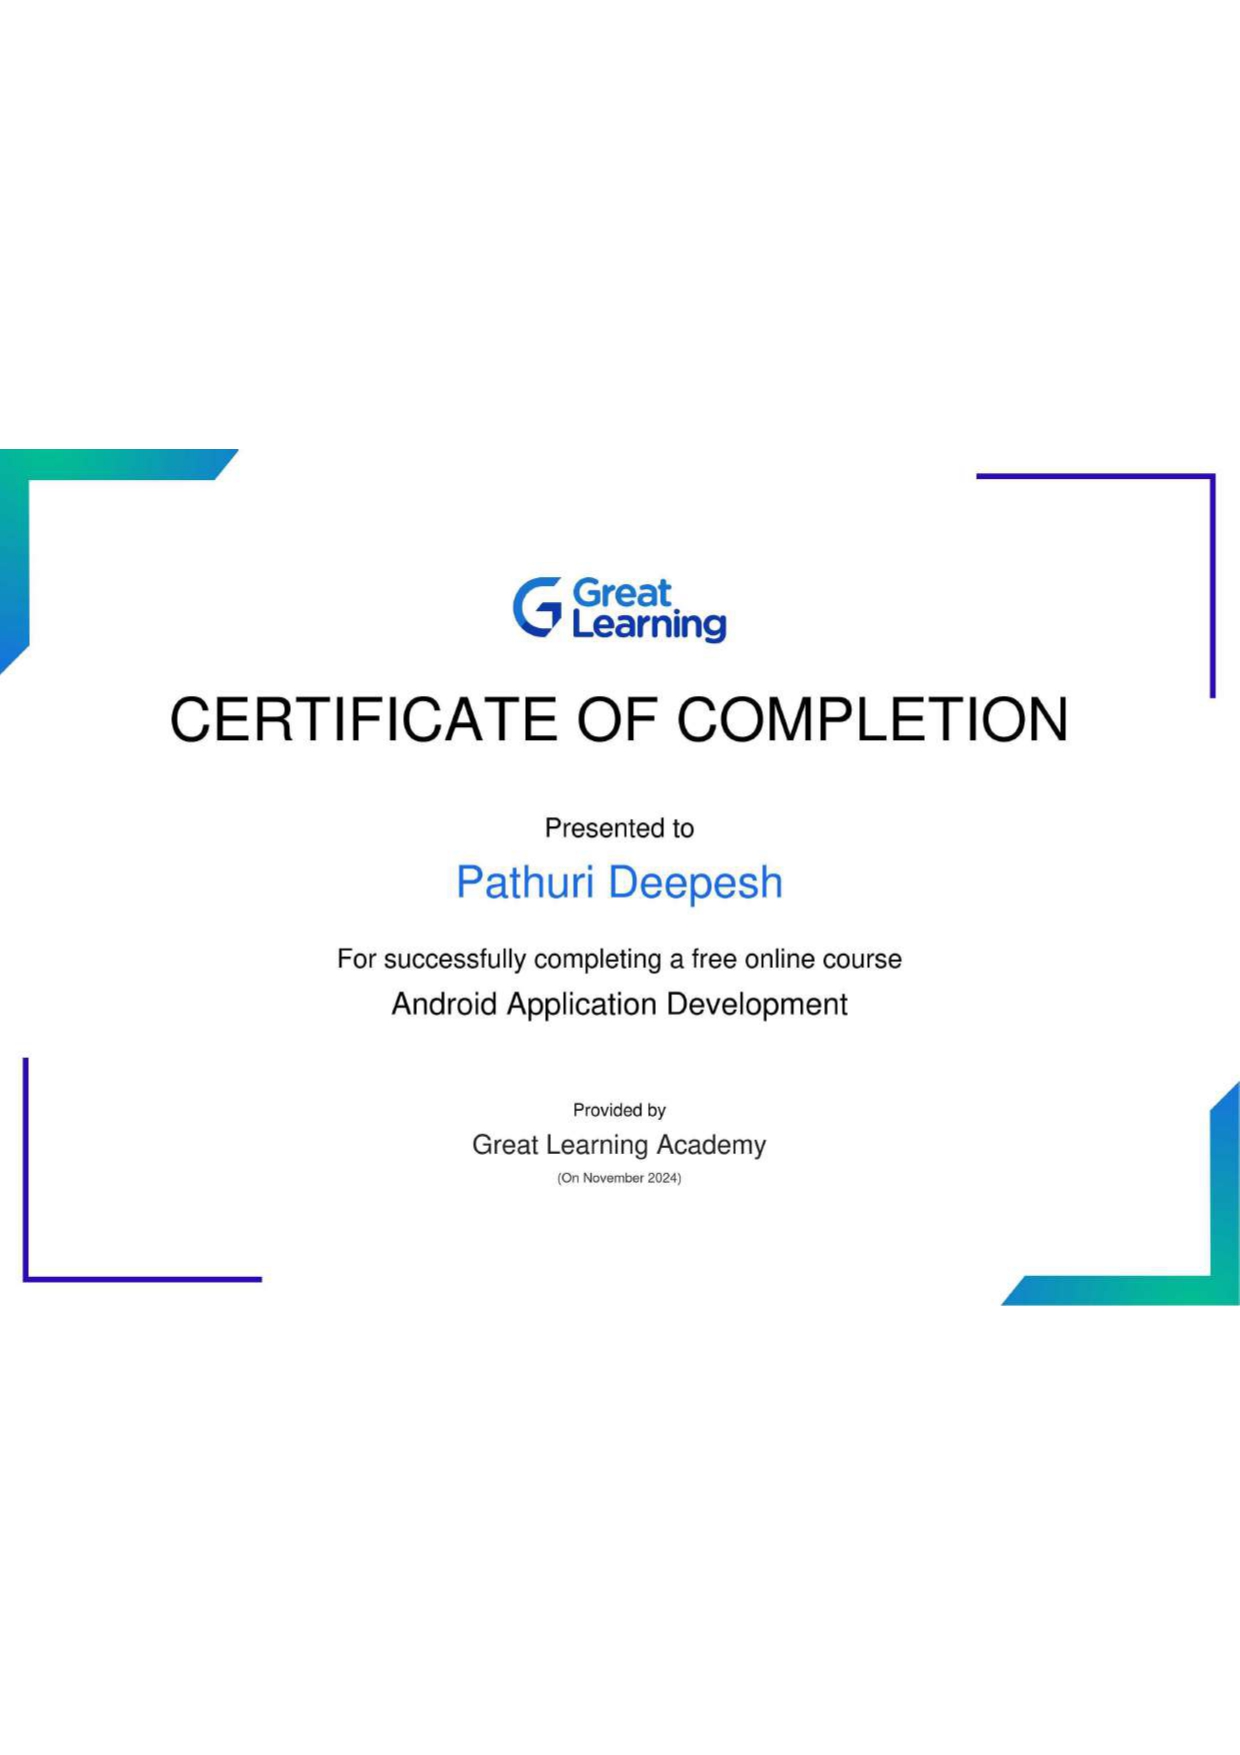 Great
Learning
CERTIFICATE OF COMPLETION
Presented to
Pathuri Deepesh
For successfully completing a free online course
Android Application Development
Provided by
Great Learning Academy
(On November 2024)